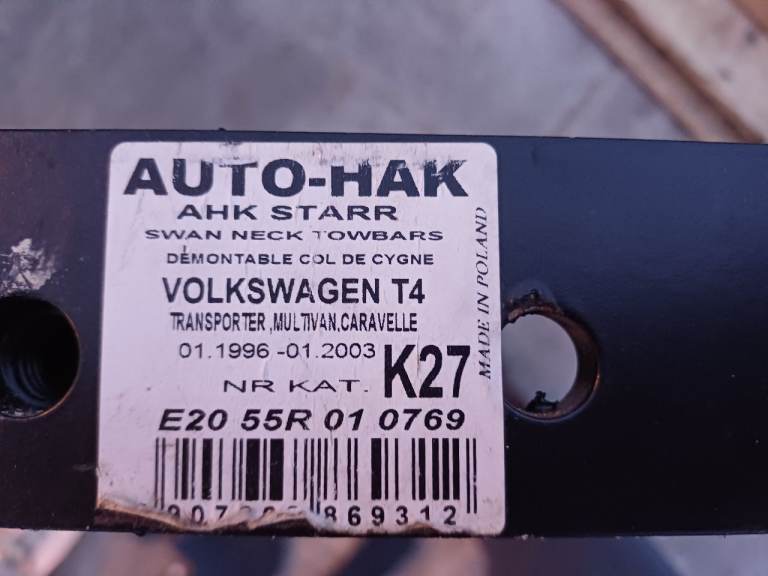 AUTO-HAK
AHK STARR
SWAN NECK TOWBARS
DÉMONTABLE COL DE CYGNE
VOLKSWAGEN T4
TRANSPORTER ,MULTIVAN,CARAVELLE
01.1996 -01.2003
NR KAT. K27
MADE IN POLAND
E20 55R 01 0769
869312